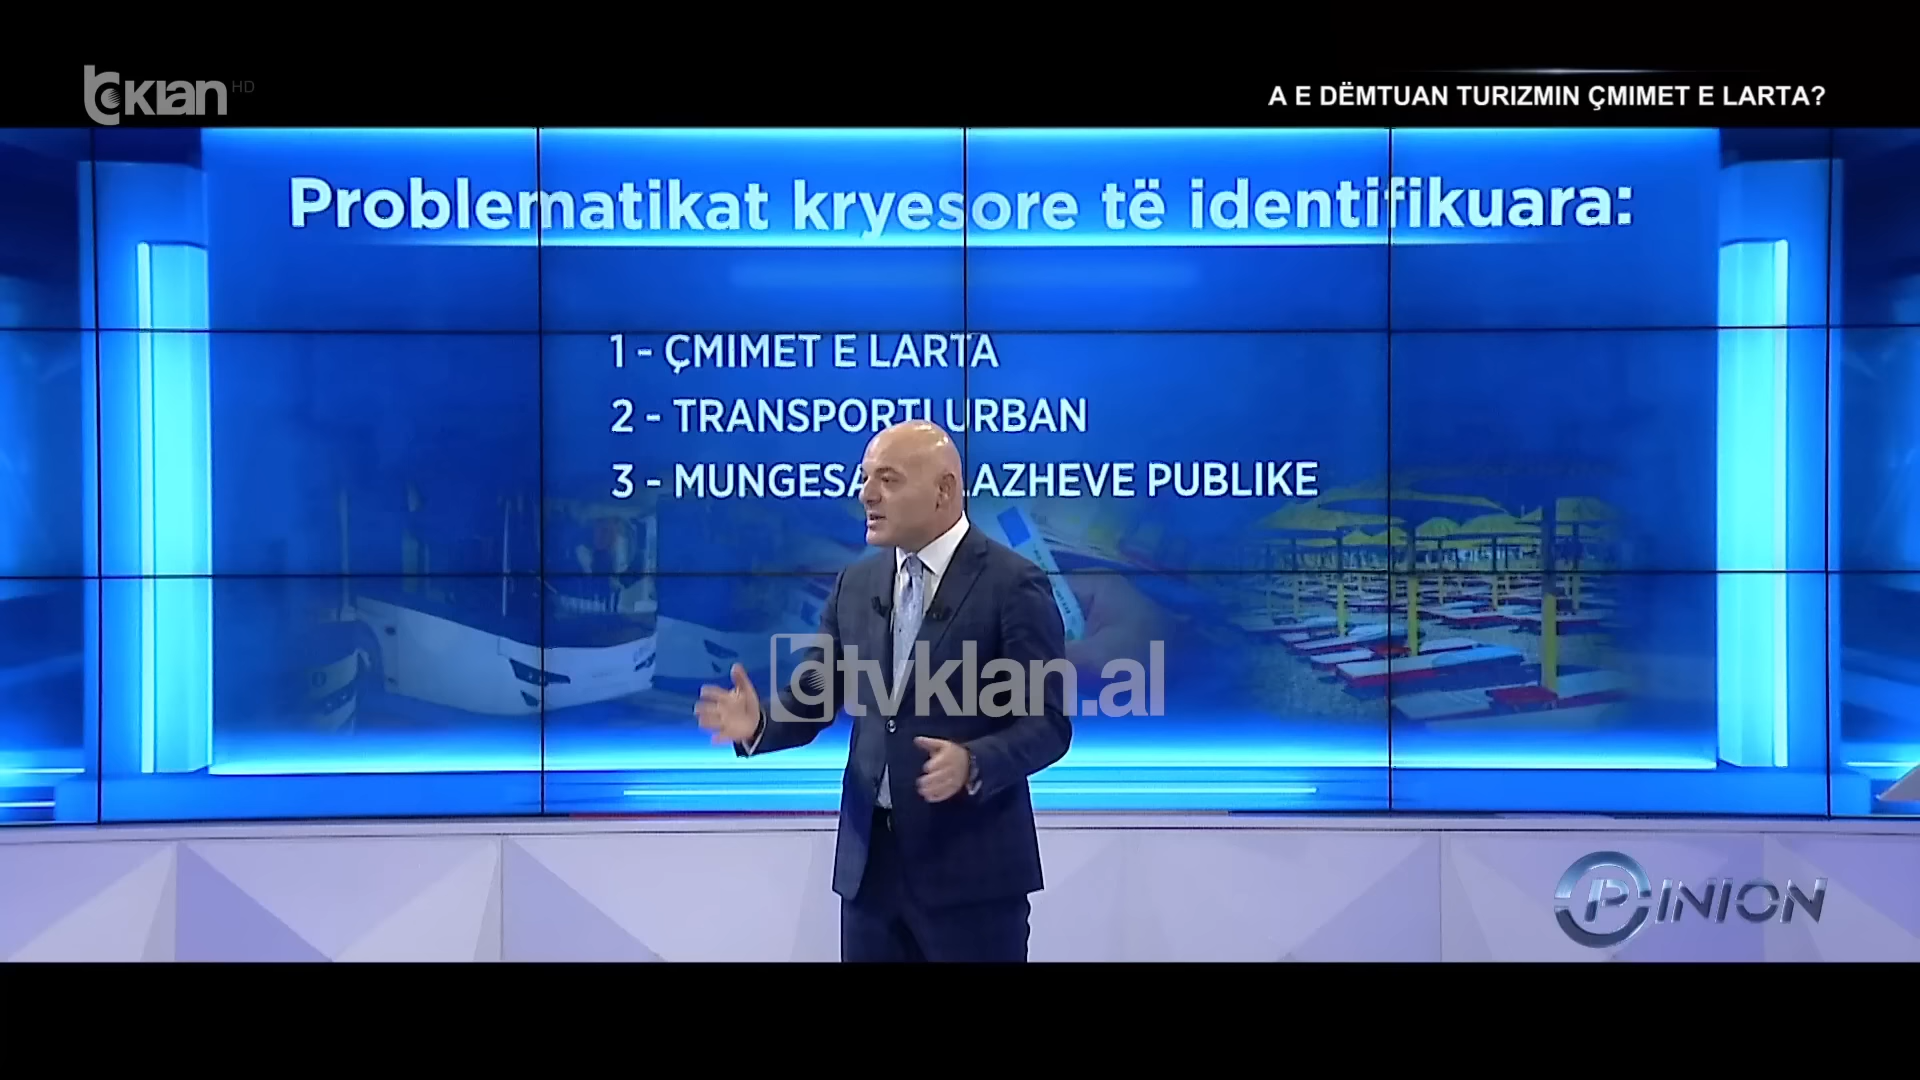 tvklan HD
A E DËMTUAN TURIZMIN ÇMIMET E LARTA?
Problematikat kryesore të identifikuara:
1 - ÇMIMET E LARTA
2 - TRANSPORTI URBAN
3 - MUNGESA LAZHEVE PUBLIKE
tvklan.al
OPINION